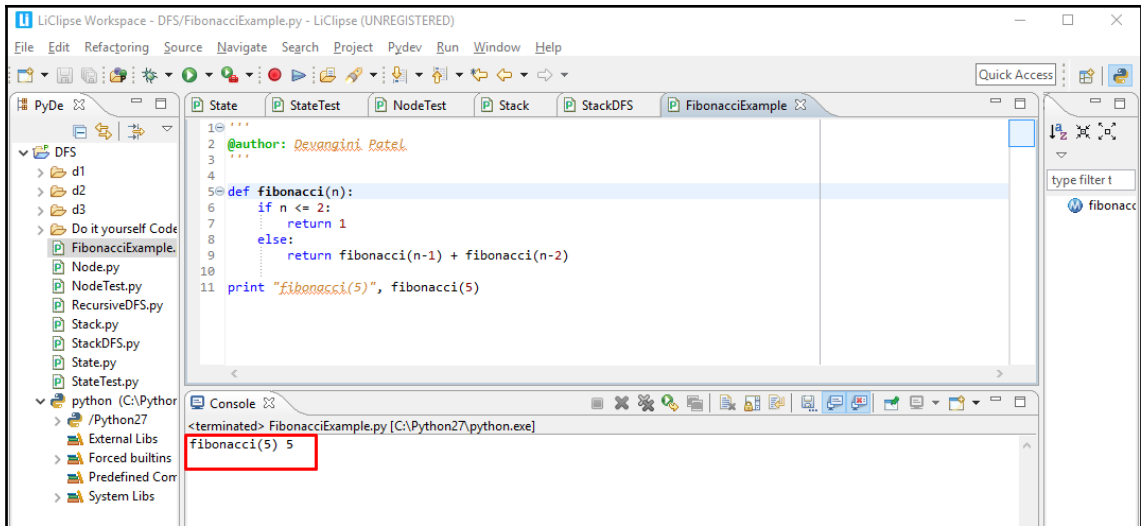 LiClipse Workspace - DFS/FibonacciExample.py - LiClipse (UNREGISTERED)
File Edit Refactoring Source Navigate Search Project Pydev Run Window Help
Quick Access
PyDe
State StateTest NodeTest Stack StackDFS FibonacciExample
DFS
d1
d2
d3
Do it yourself Code
FibonacciExample.
Node.py
NodeTest.py
RecursiveDFS.py
Stack.py
StackDFS.py
State.py
StateTest.py
python (C:\Pythor
/Python27
External Libs
Forced builtins
Predefined Com
System Libs
1 '''
2 @author: Devangini Patel
3 '''
4
5 def fibonacci(n):
6 if n <= 2:
7 return 1
8 else:
9 return fibonacci(n-1) + fibonacci(n-2)
10
11 print "fibonacci(5)", fibonacci(5)
type filter t
fibonacc
Console
<terminated> FibonacciExample.py [C:\Python27\python.exe]
fibonacci(5) 5